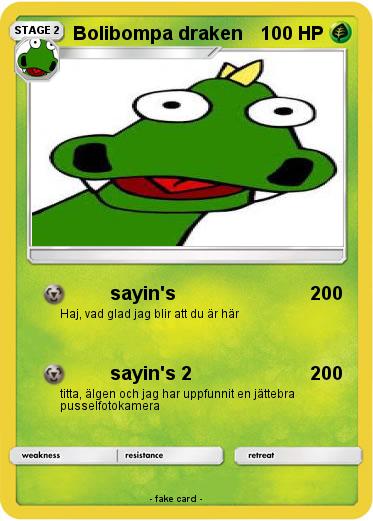 STAGE 2
Bolibompa draken 100 HP
sayin's 200
Haj, vad glad jag blir att du är här
sayin's 2 200
titta, älgen och jag har uppfunnit en jättebra
pusselfotokamera
weakness resistance retreat
- fake card -